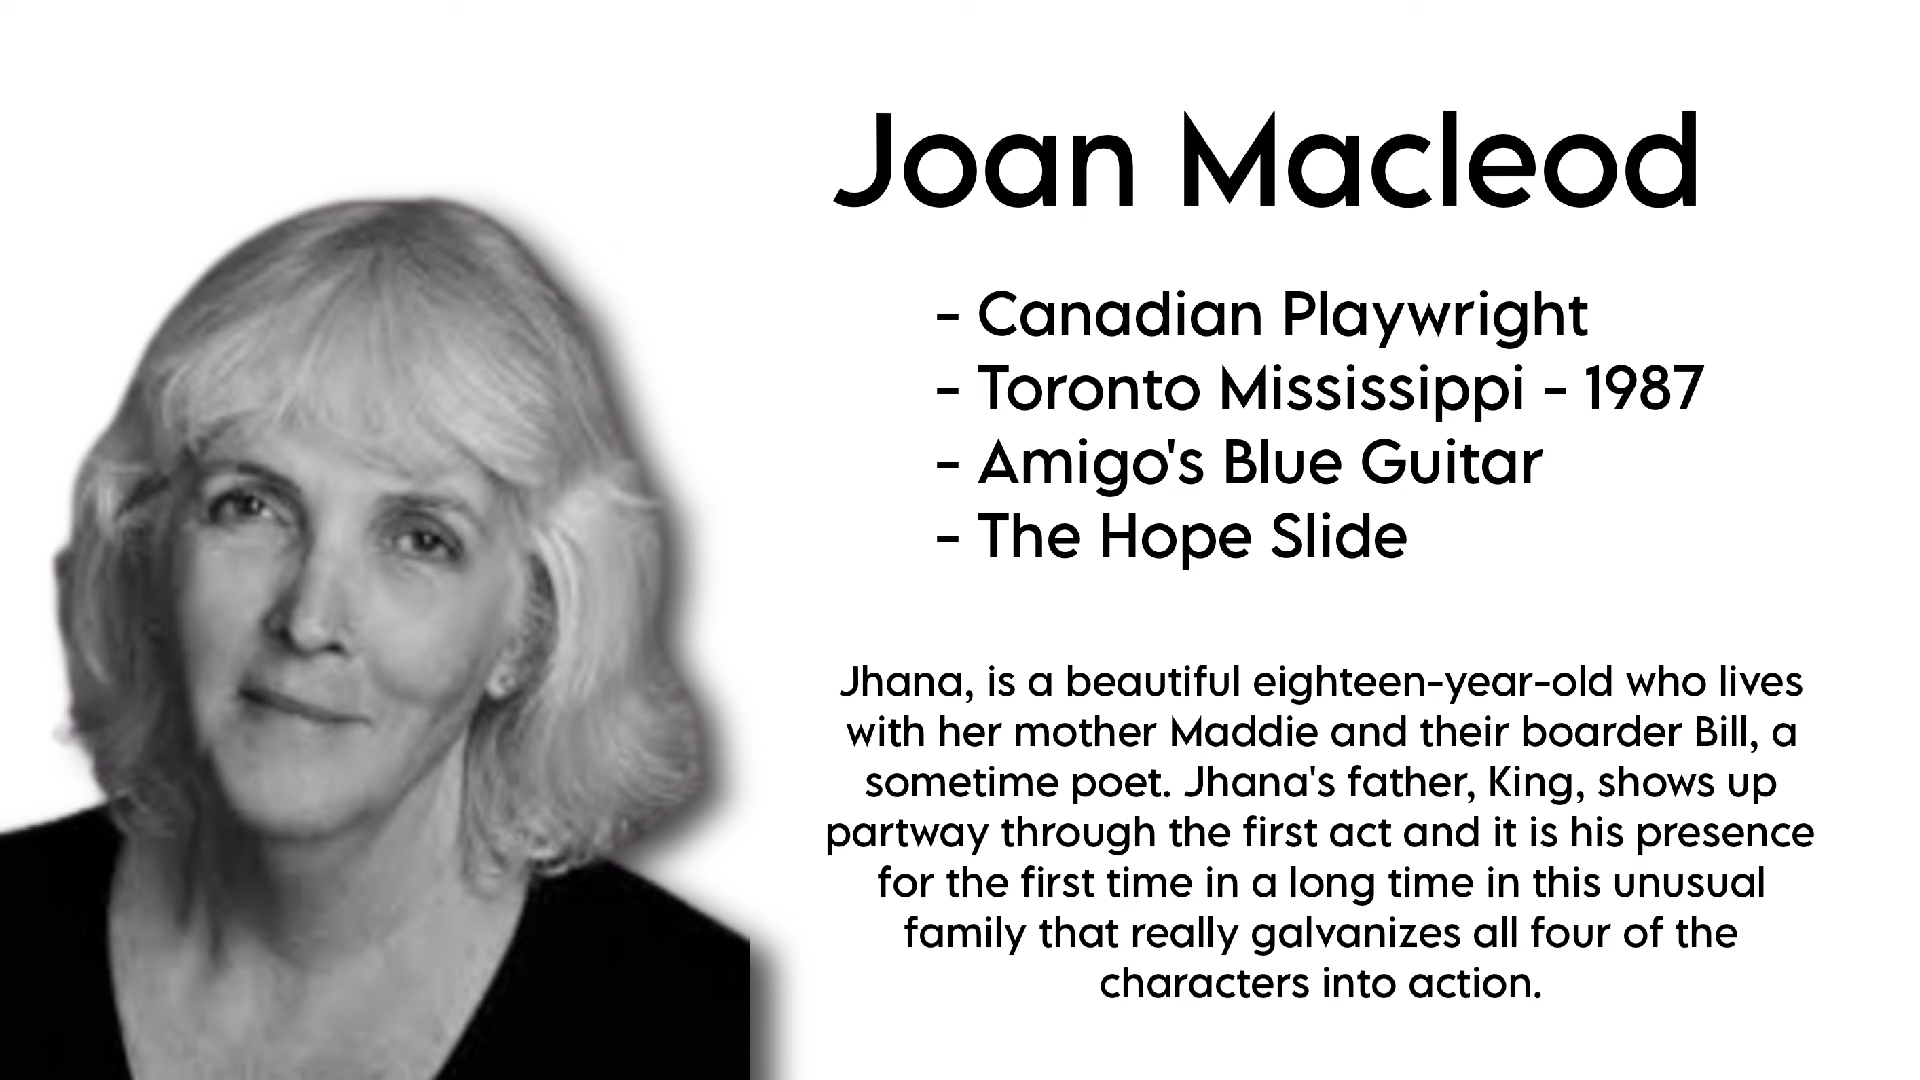 Joan Macleod
- Canadian Playwright
- Toronto Mississippi - 1987
- Amigo's Blue Guitar
- The Hope Slide
Jhana, is a beautiful eighteen-year-old who lives
with her mother Maddie and their boarder Bill, a
sometime poet. Jhana's father, King, shows up
partway through the first act and it is his presence
for the first time in a long time in this unusual
family that really galvanizes all four of the
characters into action.